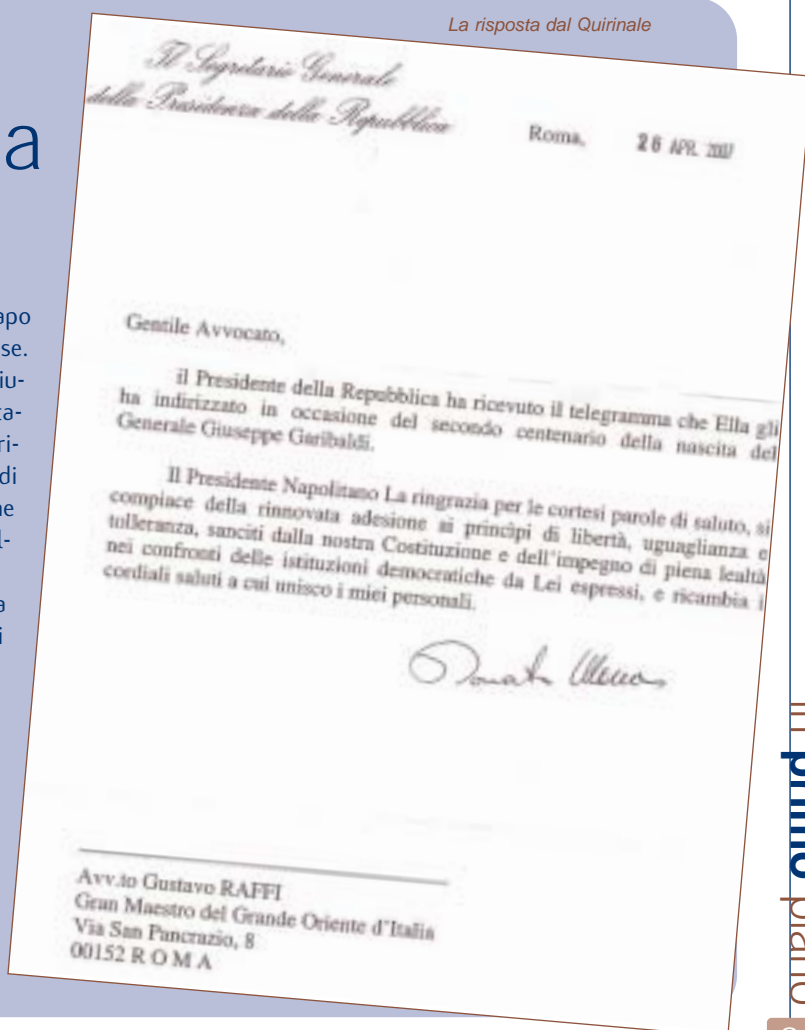 La risposta dal Quirinale
Il Segretario Generale
della Presidenza della Repubblica
Roma, 26 APR. 2007
a
apo
se.
iu-
ta-
ri-
di
ne
l-
a
i
Gentile Avvocato,
il Presidente della Repubblica ha ricevuto il telegramma che Ella gli
ha indirizzato in occasione del secondo centenario della nascita del
Generale Giuseppe Garibaldi.
Il Presidente Napolitano La ringrazia per le cortesi parole di saluto, si
compiace della rinnovata adesione ai princìpi di libertà, uguaglianza e
tolleranza, sanciti dalla nostra Costituzione e dell'impegno di piena lealtà
nei confronti delle istituzioni democratiche da Lei espressi, e ricambia i
cordiali saluti a cui unisco i miei personali.
Avv.to Gustavo RAFFI
Gran Maestro del Grande Oriente d'Italia
Via San Pancrazio, 8
00152 R O M A
primo piano